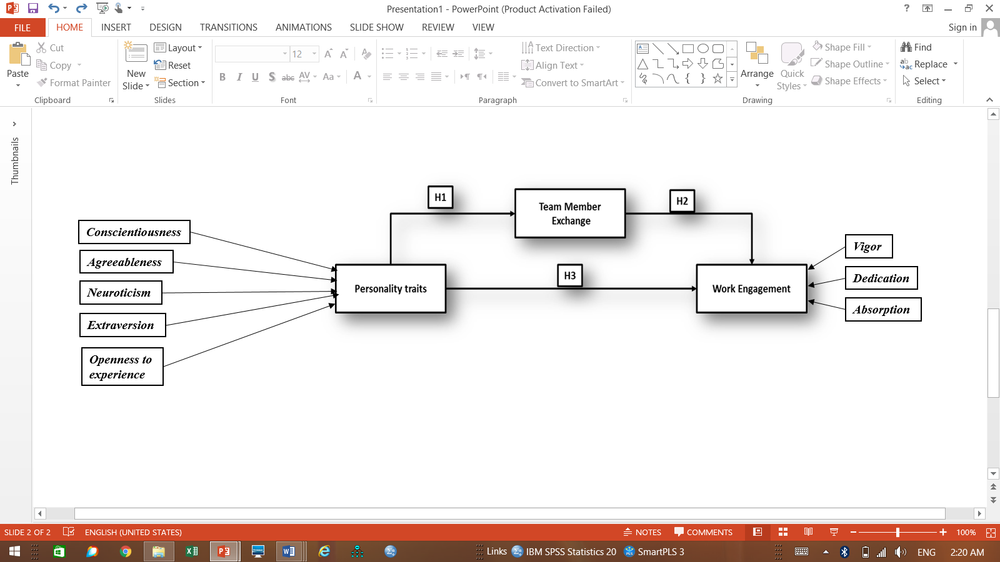 Presentation1 - PowerPoint (Product Activation Failed)
?
FILE
HOME
INSERT
DESIGN
TRANSITIONS
ANIMATIONS
SLIDE SHOW
REVIEW
VIEW
Sign in
Paste
Cut
Copy
Format Painter
Clipboard
New
Slide
Layout
Reset
Section
Slides
12
B I U S abc AV Aa A
Font
Text Direction
Align Text
Convert to SmartArt
Paragraph
Arrange
Quick
Styles
Shape Fill
Shape Outline
Shape Effects
Drawing
Find
Replace
Select
Editing
Thumbnails
H1
Team Member
Exchange
H2
Conscientiousness
Agreeableness
Neuroticism
Extraversion
Openness to
experience
Personality traits
H3
Work Engagement
Vigor
Dedication
Absorption
SLIDE 2 OF 2
ENGLISH (UNITED STATES)
NOTES
COMMENTS
100%
Links
IBM SPSS Statistics 20
SmartPLS 3
ENG
2:20 AM